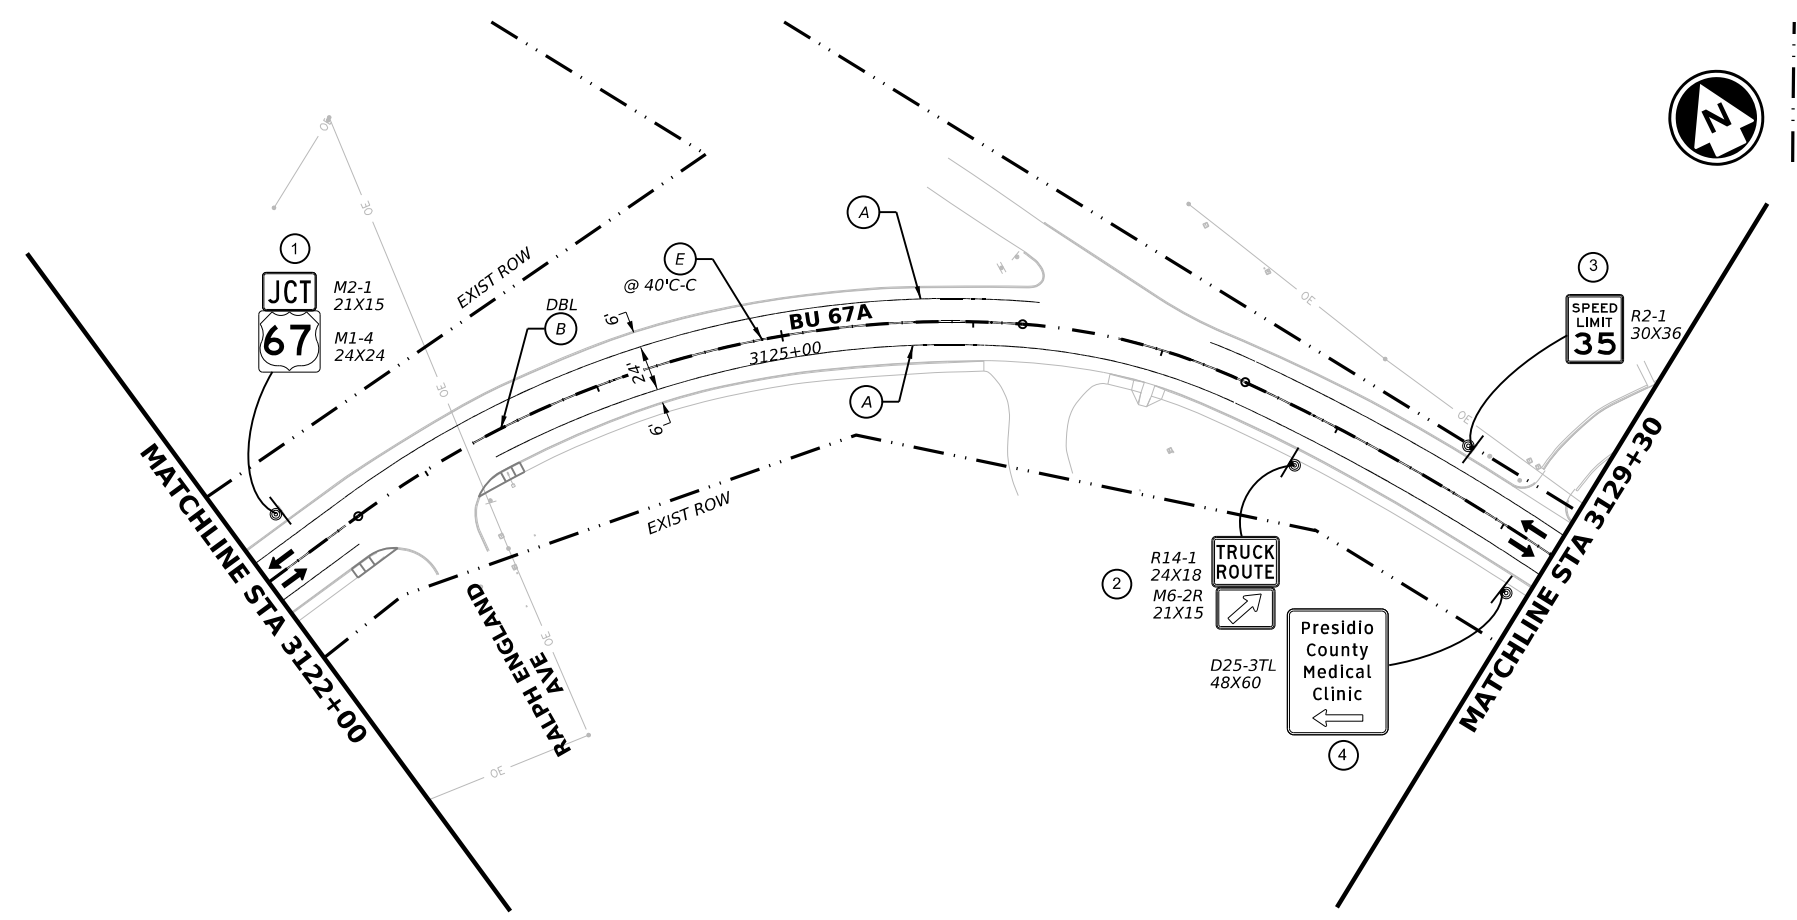 N
OE
OE
OE
OE
OE
OE
OE
EXIST ROW
1
JCT
M2-1
21X15
67
M1-4
24X24
A
E
@ 40'C-C
DBL
B
6'
BU 67A
3125+00
24'
A
6'
3
SPEED
LIMIT
35
R2-1
30X36
EXIST ROW
MATCHLINE STA 3122+00
MATCHLINE STA 3129+30
RALPH ENGLAND
AVE
2
R14-1
24X18
TRUCK
ROUTE
M6-2R
21X15
D25-3TL
48X60
Presidio
County
Medical
Clinic
4